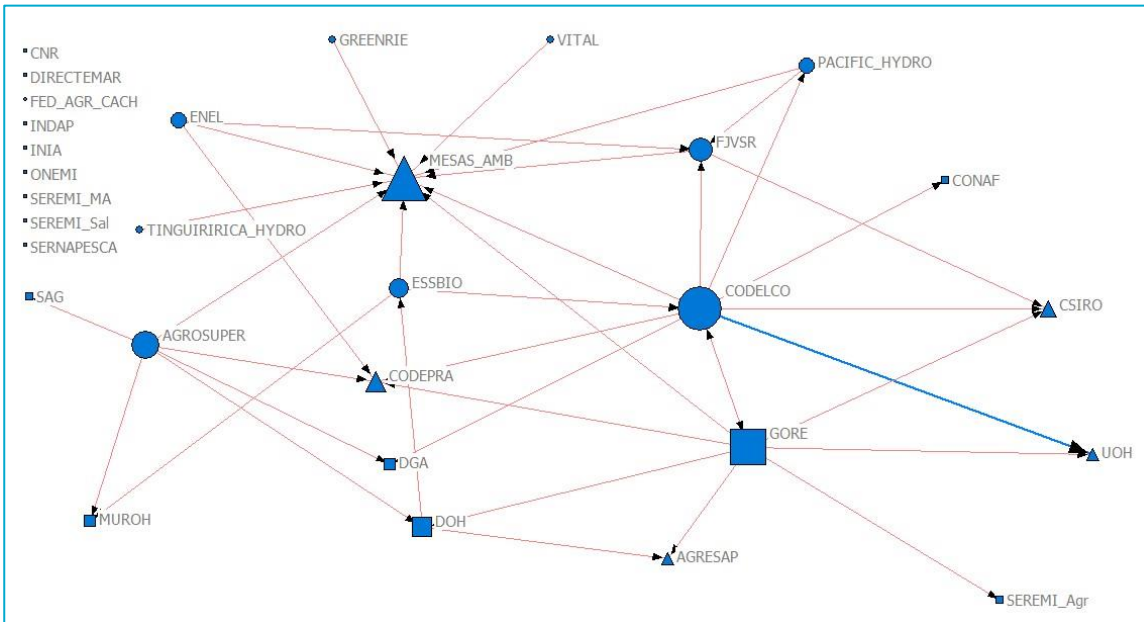 CNR
DIRECTEMAR
FED_AGR_CACH
INDAP
INIA
ONEMI
SEREMI_MA
SEREMI_Sal
SERNAPESCA
GREENRIE
VITAL
PACIFIC_HYDRO
ENEL
FJVSR
MESAS_AMB
CONAF
TINGUIRIRICA_HYDRO
ESSBIO
CODELCO
SAG
CSIRO
AGROSUPER
CODEPRA
GORE
DGA
UOH
MUROH
DOH
AGRESAP
SEREMI_Agr